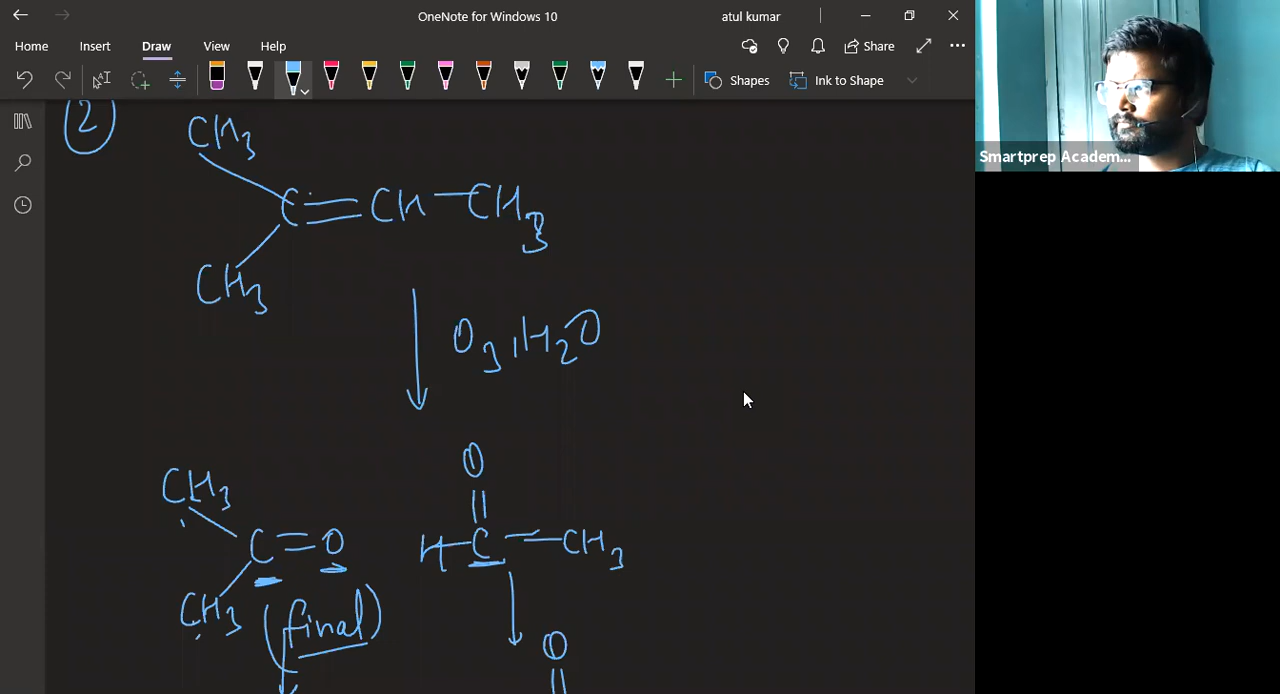 OneNote for Windows 10
atul kumar
Home Insert Draw View Help
Share
Shapes
Ink to Shape
Smartprep Academ...
2
CH3
C=CH-CH3
CH3
O3, H2O
O
CH3
C=O
H-C=CH3
CH3
(final)
O